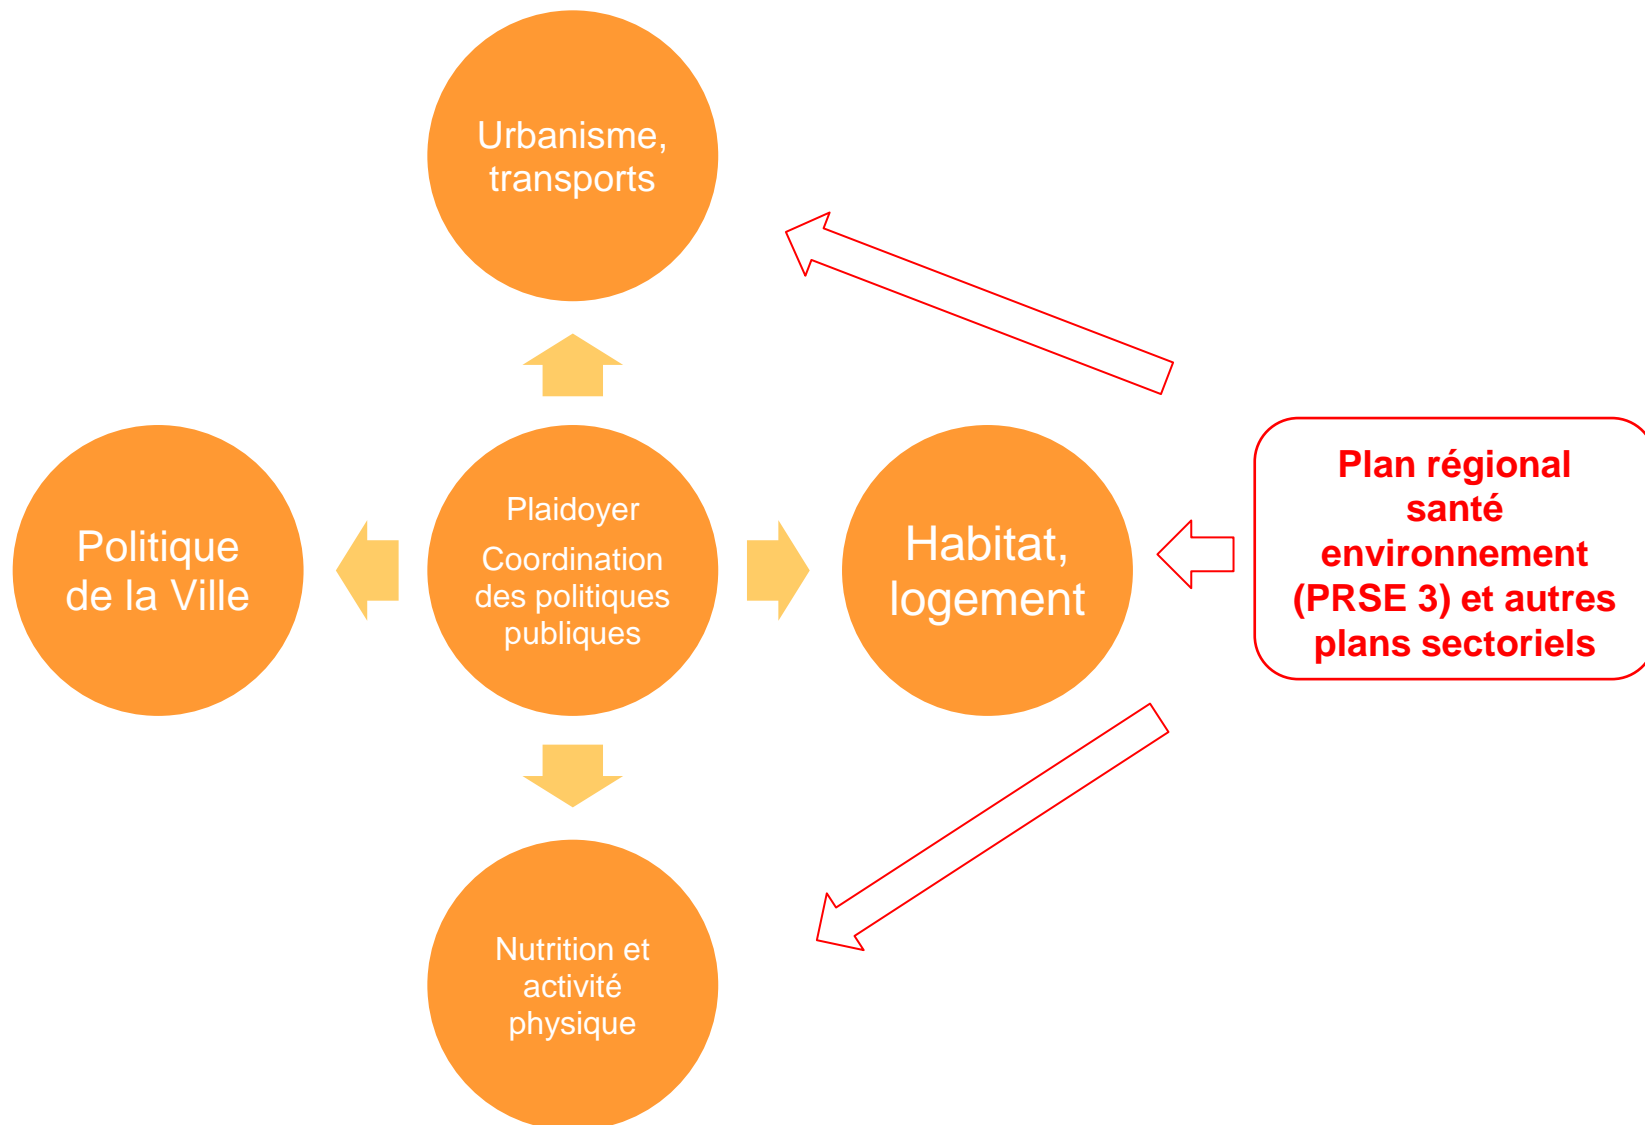 Urbanisme,
transports
Politique
de la Ville
Plaidoyer
Coordination
des politiques
publiques
Habitat,
logement
Plan régional
santé
environnement
(PRSE 3) et autres
plans sectoriels
Nutrition et
activité
physique